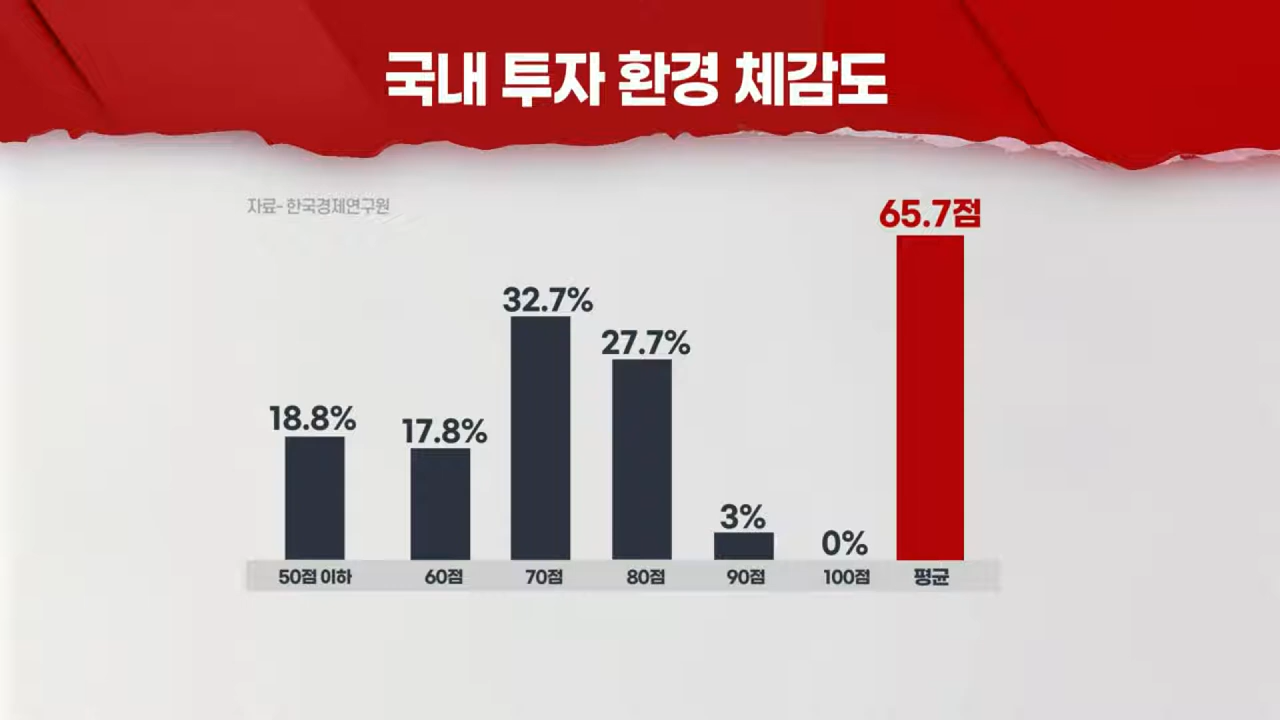 국내 투자 환경 체감도
자료- 한국경제연구원
65.7점
32.7%
27.7%
18.8%
17.8%
3%
0%
50점 이하 60점 70점 80점 90점 100점 평균